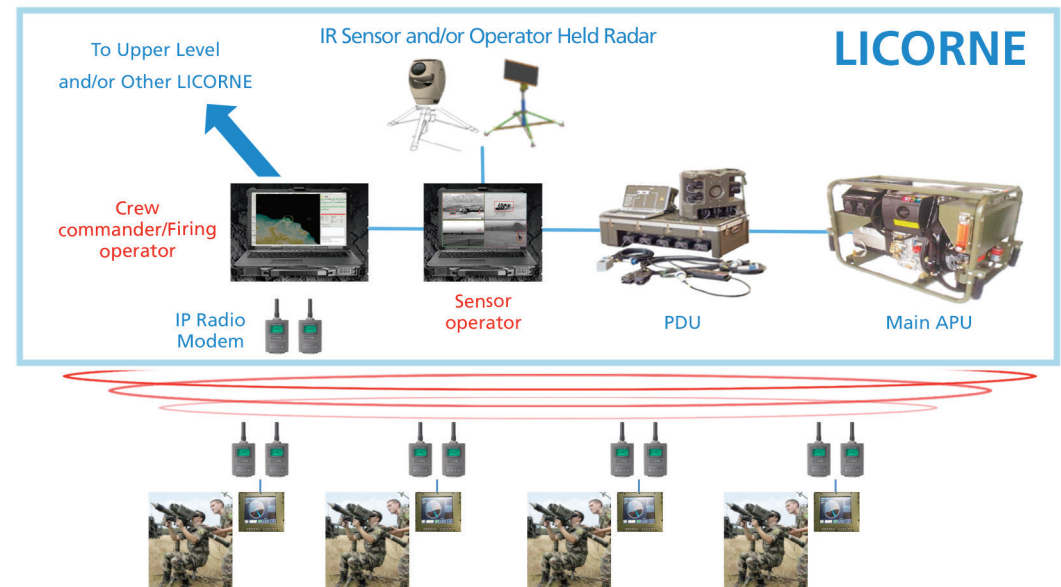 To Upper Level
and/or Other LICORNE
IR Sensor and/or Operator Held Radar
LICORNE
Crew
commander/Firing
operator
Sensor
operator
IP Radio
Modem
PDU
Main APU